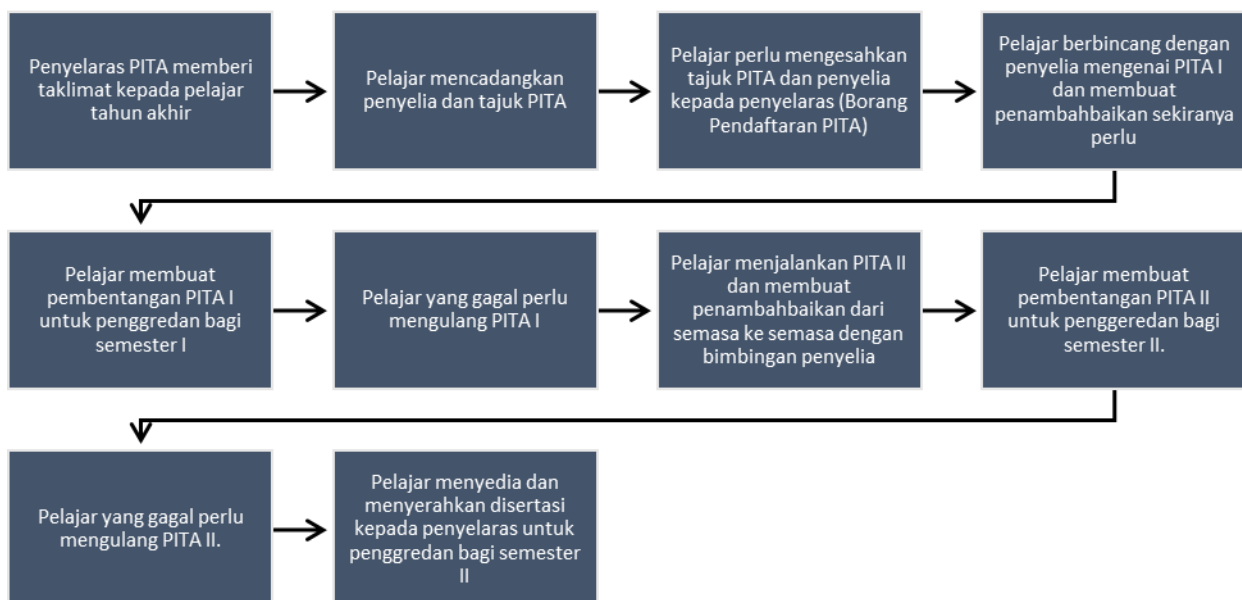 Penyelaras PITA memberi
taklimat kepada pelajar
tahun akhir
Pelajar mencadangkan
penyelia dan tajuk PITA
Pelajar perlu mengesahkan
tajuk PITA dan penyelia
kepada penyelaras (Borang
Pendaftaran PITA)
Pelajar berbincang dengan
penyelia mengenai PITA I
dan membuat
penambahbaikan sekiranya
perlu
Pelajar membuat
pembentangan PITA I
untuk penggredan bagi
semester I
Pelajar yang gagal perlu
mengulang PITA I
Pelajar menjalankan PITA II
dan membuat
penambahbaikan dari
semasa ke semasa dengan
bimbingan penyelia
Pelajar membuat
pembentangan PITA II
untuk penggeredan bagi
semester II.
Pelajar yang gagal perlu
mengulang PITA II.
Pelajar menyedia dan
menyerahkan disertasi
kepada penyelaras untuk
penggredan bagi semester
II